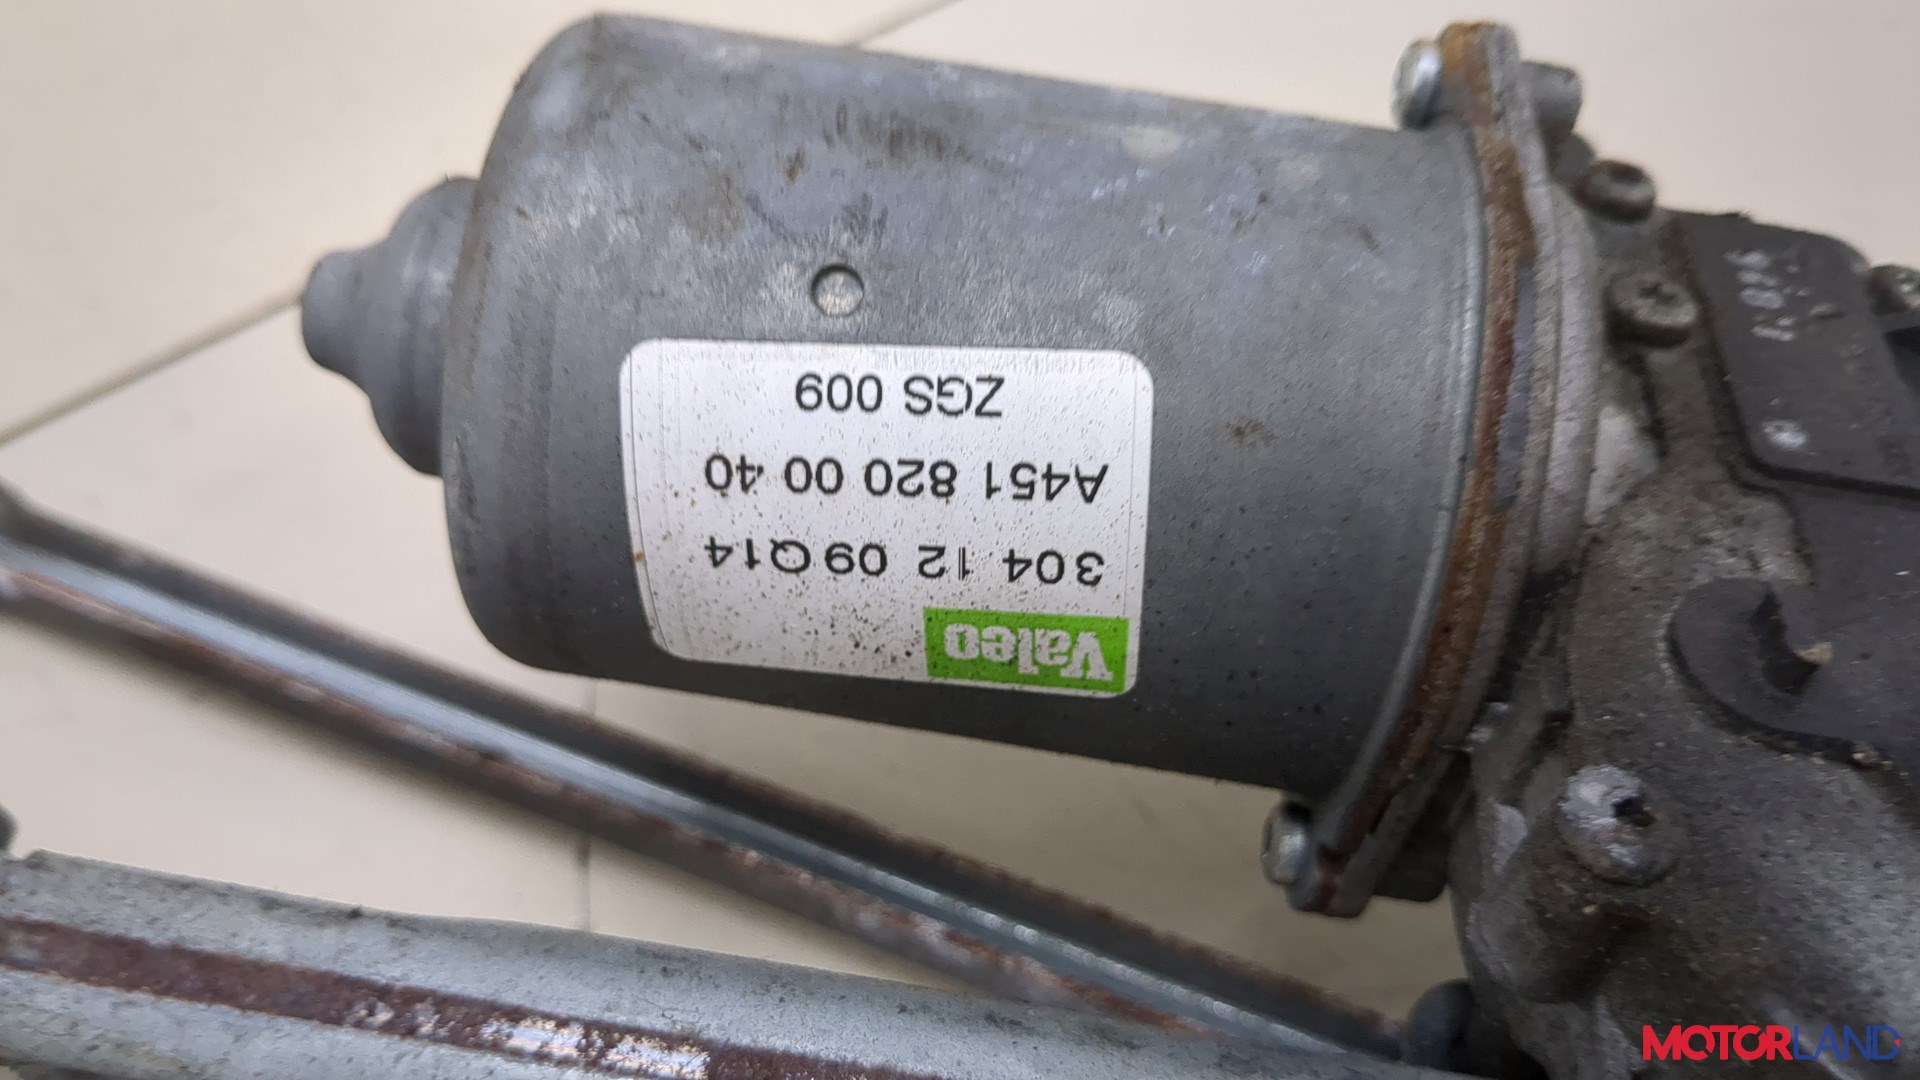 Valeo
304 12 09Q14
A451 820 00 40
ZGS 009
MOTORLAND